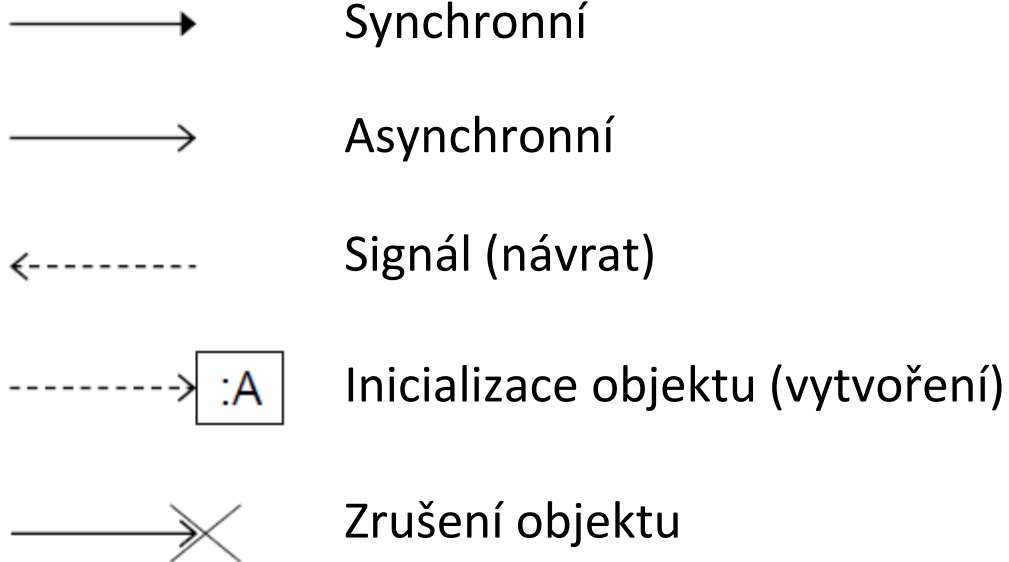 Synchronní
Asynchronní
Signál (návrat)
:A
Inicializace objektu (vytvoření)
Zrušení objektu